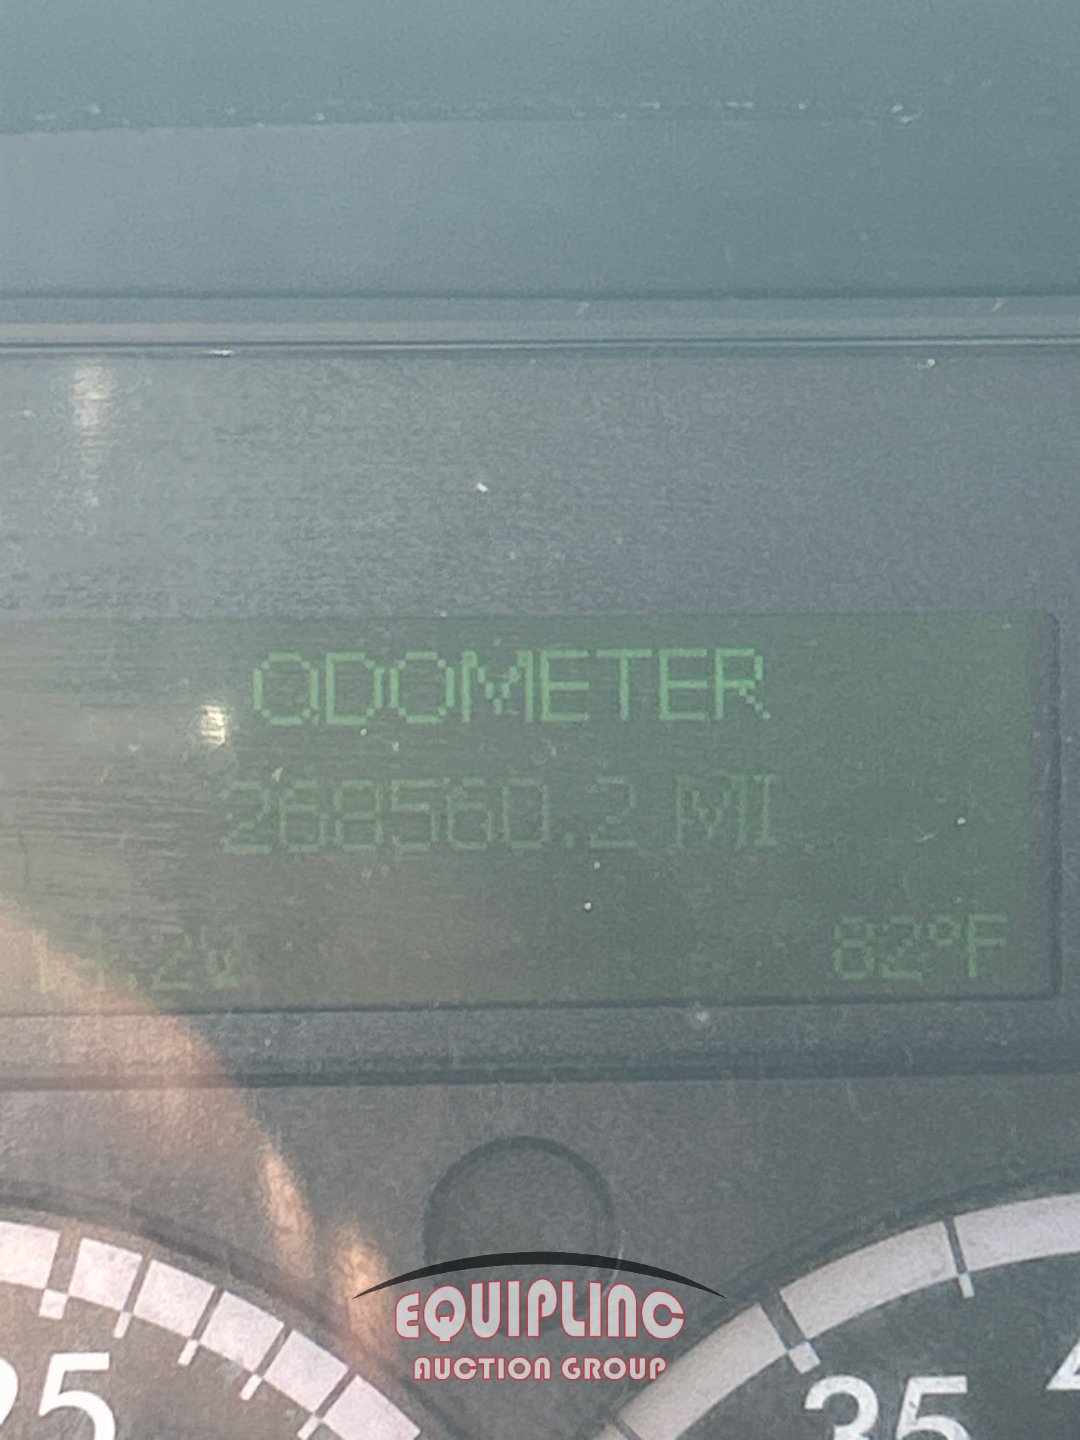 ODOMETER
268560.2 MI
82°F
25
35
EQUIPLINC
AUCTION GROUP